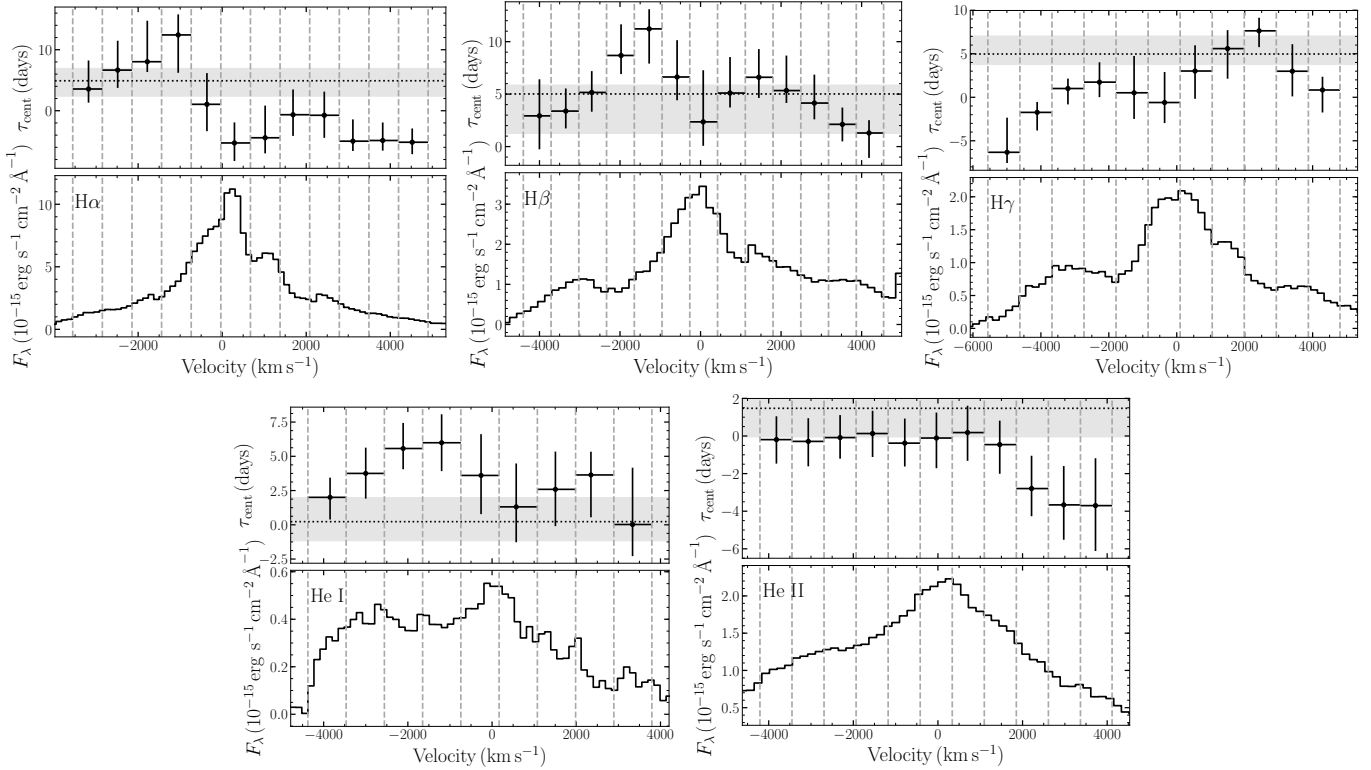 10
0
τcent (days)
10
5
0
Fλ (10−15 erg s−1 cm−2 Å−1)
Hα
−2000 0 2000 4000
Velocity (km s−1)
10
5
0
τcent (days)
3
2
1
0
Fλ (10−15 erg s−1 cm−2 Å−1)
Hβ
−4000 −2000 0 2000 4000
Velocity (km s−1)
10
5
0
−5
τcent (days)
2.0
1.5
1.0
0.5
0.0
Fλ (10−15 erg s−1 cm−2 Å−1)
Hγ
−6000 −4000 −2000 0 2000 4000
Velocity (km s−1)
7.5
5.0
2.5
0.0
−2.5
τcent (days)
0.6
0.4
0.2
0.0
Fλ (10−15 erg s−1 cm−2 Å−1)
He I
−4000 −2000 0 2000 4000
Velocity (km s−1)
2
0
−2
−4
−6
τcent (days)
2.0
1.5
1.0
0.5
Fλ (10−15 erg s−1 cm−2 Å−1)
He II
−4000 −2000 0 2000 4000
Velocity (km s−1)